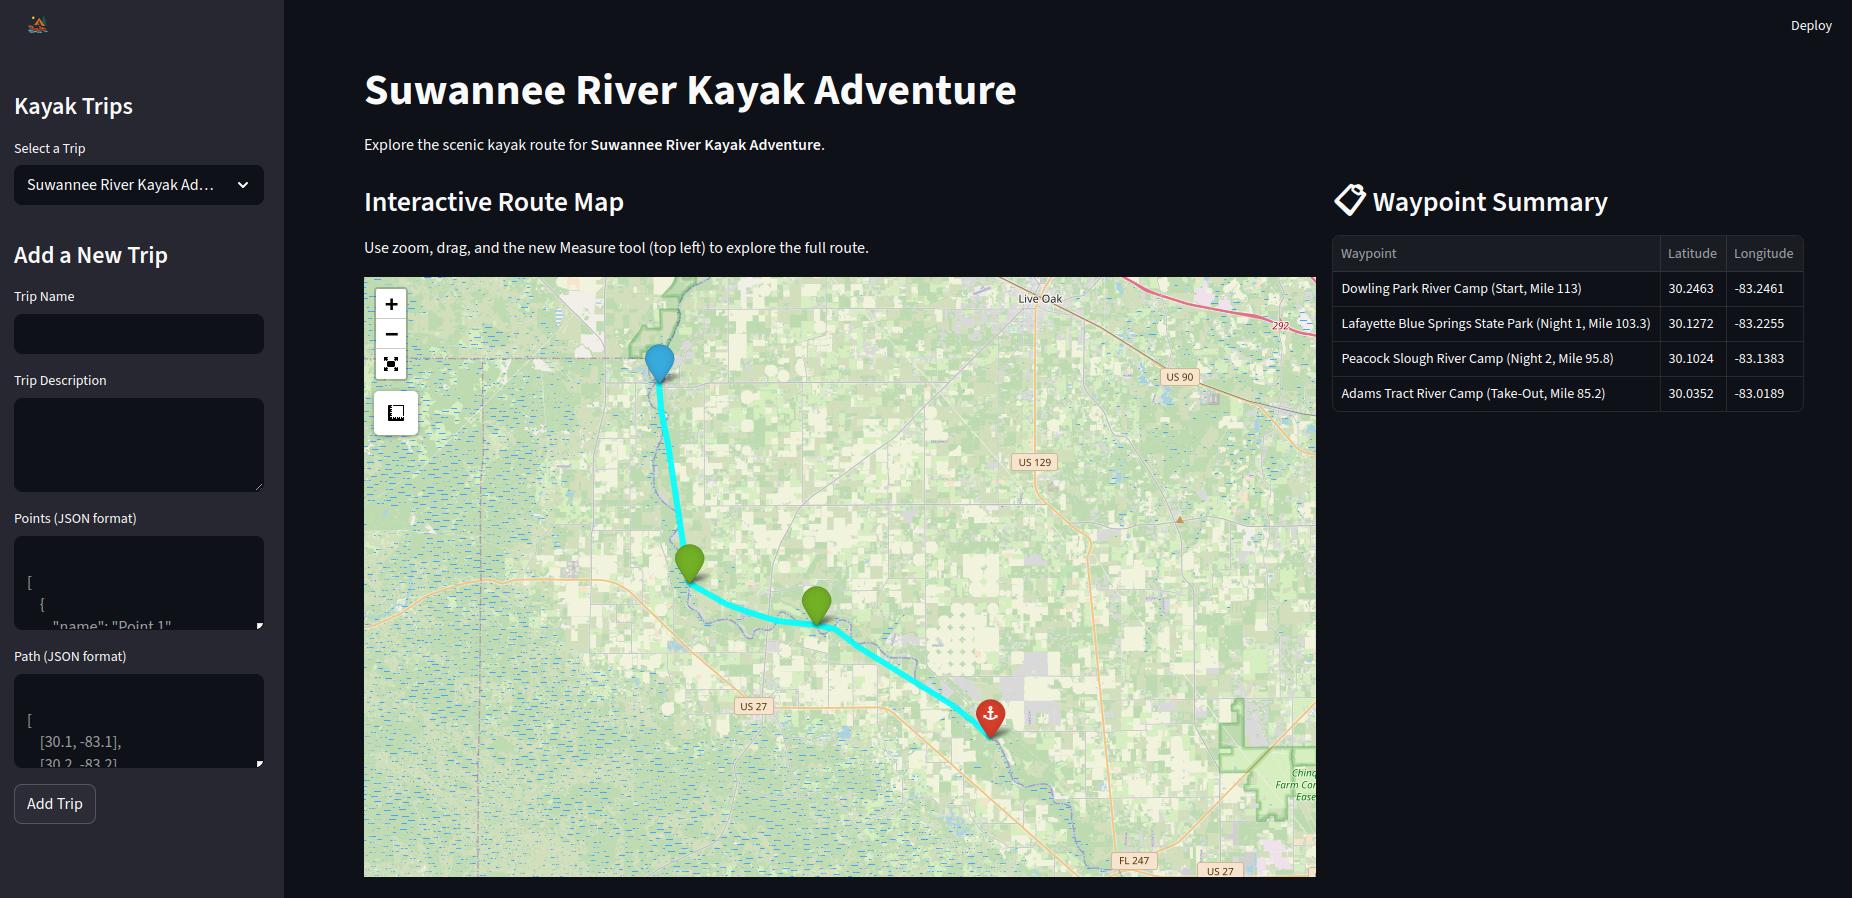 Deploy
Kayak Trips
Select a Trip
Suwannee River Kayak Ad...
Add a New Trip
Trip Name
Trip Description
Points (JSON format)
[
{
"name": "Point 1"
Path (JSON format)
[
[30.1, -83.1],
[30.2, -83.2]
Add Trip
Suwannee River Kayak Adventure
Explore the scenic kayak route for Suwannee River Kayak Adventure.
Interactive Route Map
Use zoom, drag, and the new Measure tool (top left) to explore the full route.
+
−
Live Oak
292
US 90
US 129
US 27
Chinq
Farm Con
Ease
FL 247
US 27
Waypoint Summary
Waypoint Latitude Longitude
Dowling Park River Camp (Start, Mile 113) 30.2463 -83.2461
Lafayette Blue Springs State Park (Night 1, Mile 103.3) 30.1272 -83.2255
Peacock Slough River Camp (Night 2, Mile 95.8) 30.1024 -83.1383
Adams Tract River Camp (Take-Out, Mile 85.2) 30.0352 -83.0189